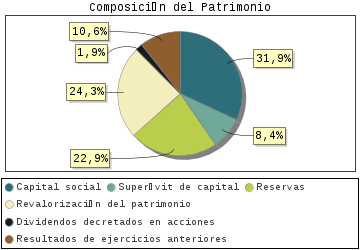 Composici□n del Patrimonio
10,6%
1,9%
31,9%
24,3%
8,4%
22,9%
Capital social
Super□vit de capital
Reservas
Revalorizaci□n del patrimonio
Dividendos decretados en acciones
Resultados de ejercicios anteriores